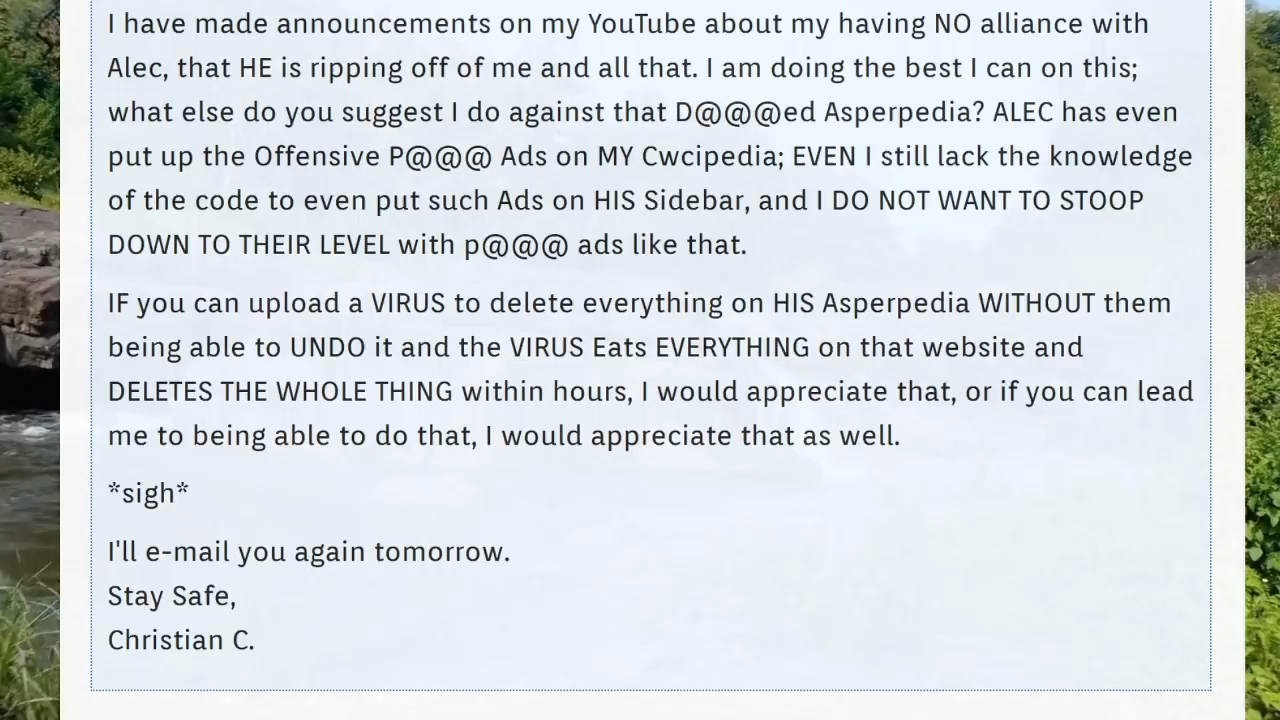 I have made announcements on my YouTube about my having NO alliance with
Alec, that HE is ripping off of me and all that. I am doing the best I can on this;
what else do you suggest I do against that D@@@ed Asperpedia? ALEC has even
put up the Offensive P@@@ Ads on MY Cwcipedia; EVEN I still lack the knowledge
of the code to even put such Ads on HIS Sidebar, and I DO NOT WANT TO STOOP
DOWN TO THEIR LEVEL with p@@@ ads like that.
IF you can upload a VIRUS to delete everything on HIS Asperpedia WITHOUT them
being able to UNDO it and the VIRUS Eats EVERYTHING on that website and
DELETES THE WHOLE THING within hours, I would appreciate that, or if you can lead
me to being able to do that, I would appreciate that as well.
*sigh*
I'll e-mail you again tomorrow.
Stay Safe,
Christian C.